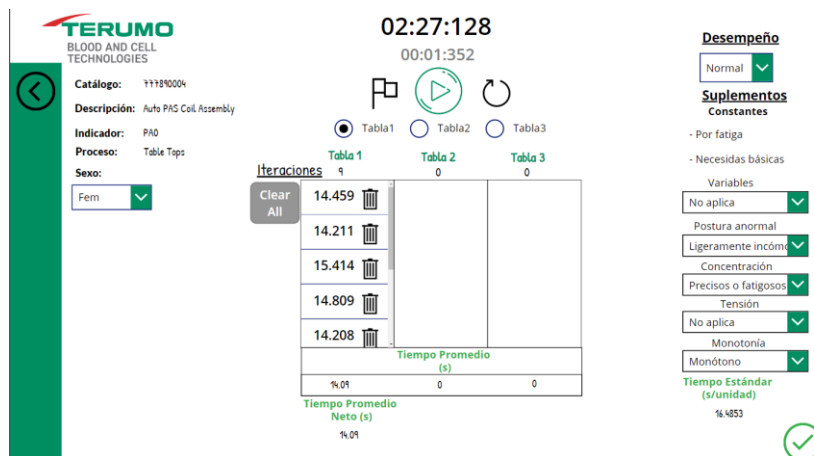 TERUMO
BLOOD AND CELL
TECHNOLOGIES
02:27:128
00:01:352
Catálogo: 777890004
Descripción: Auto PAS Coil Assembly
Indicador: PAO
Proceso: Table Tops
Sexo:
Fem
Tabla1 Tabla2 Tabla3
Iteraciones
Tabla 1 Tabla 2 Tabla 3
9 0 0
Clear
All
14.459
14.211
15.414
14.809
14.208
Tiempo Promedio
(s)
14.09 0 0
Tiempo Promedio
Neto (s)
14.09
Desempeño
Normal
Suplementos
Constantes
- Por fatiga
- Necesidas básicas
Variables
No aplica
Postura anormal
Ligeramente incómo
Concentración
Precisos o fatigosos
Tensión
No aplica
Monotonía
Monótono
Tiempo Estándar
(s/unidad)
16.4853